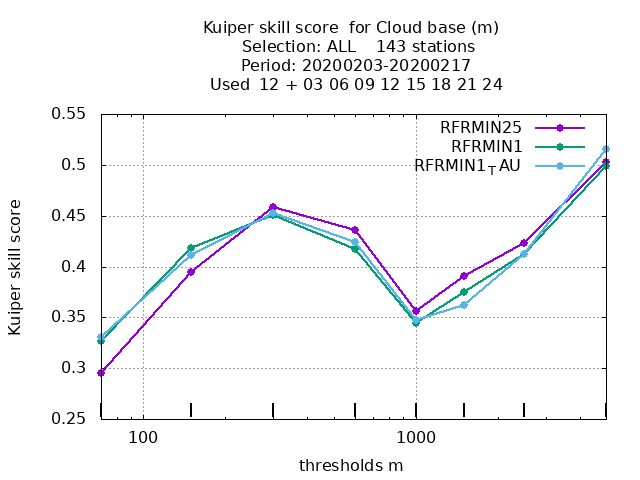 Kuiper skill score  for Cloud base (m)
Selection: ALL    143 stations
Period: 20200203-20200217
Used  12 + 03 06 09 12 15 18 21 24
RFRMIN25
RFRMIN1
RFRMIN1TAU
0.55
0.5
0.45
0.4
0.35
0.3
0.25
Kuiper skill score
100
1000
thresholds m